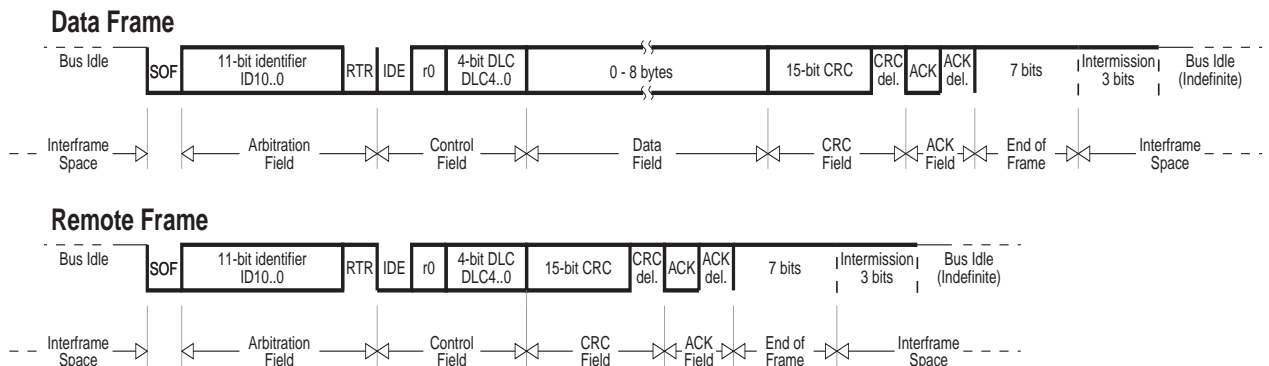 Data Frame
Bus Idle SOF 11-bit identifier ID10..0 RTR IDE r0 4-bit DLC DLC4..0 0 - 8 bytes 15-bit CRC CRC del. ACK ACK del. 7 bits Intermission 3 bits Bus Idle (Indefinite)
Interframe Space Arbitration Field Control Field Data Field CRC Field ACK Field End of Frame Interframe Space
Remote Frame
Bus Idle SOF 11-bit identifier ID10..0 RTR IDE r0 4-bit DLC DLC4..0 15-bit CRC CRC del. ACK ACK del. 7 bits Intermission 3 bits Bus Idle (Indefinite)
Interframe Space Arbitration Field Control Field CRC Field ACK Field End of Frame Interframe Space